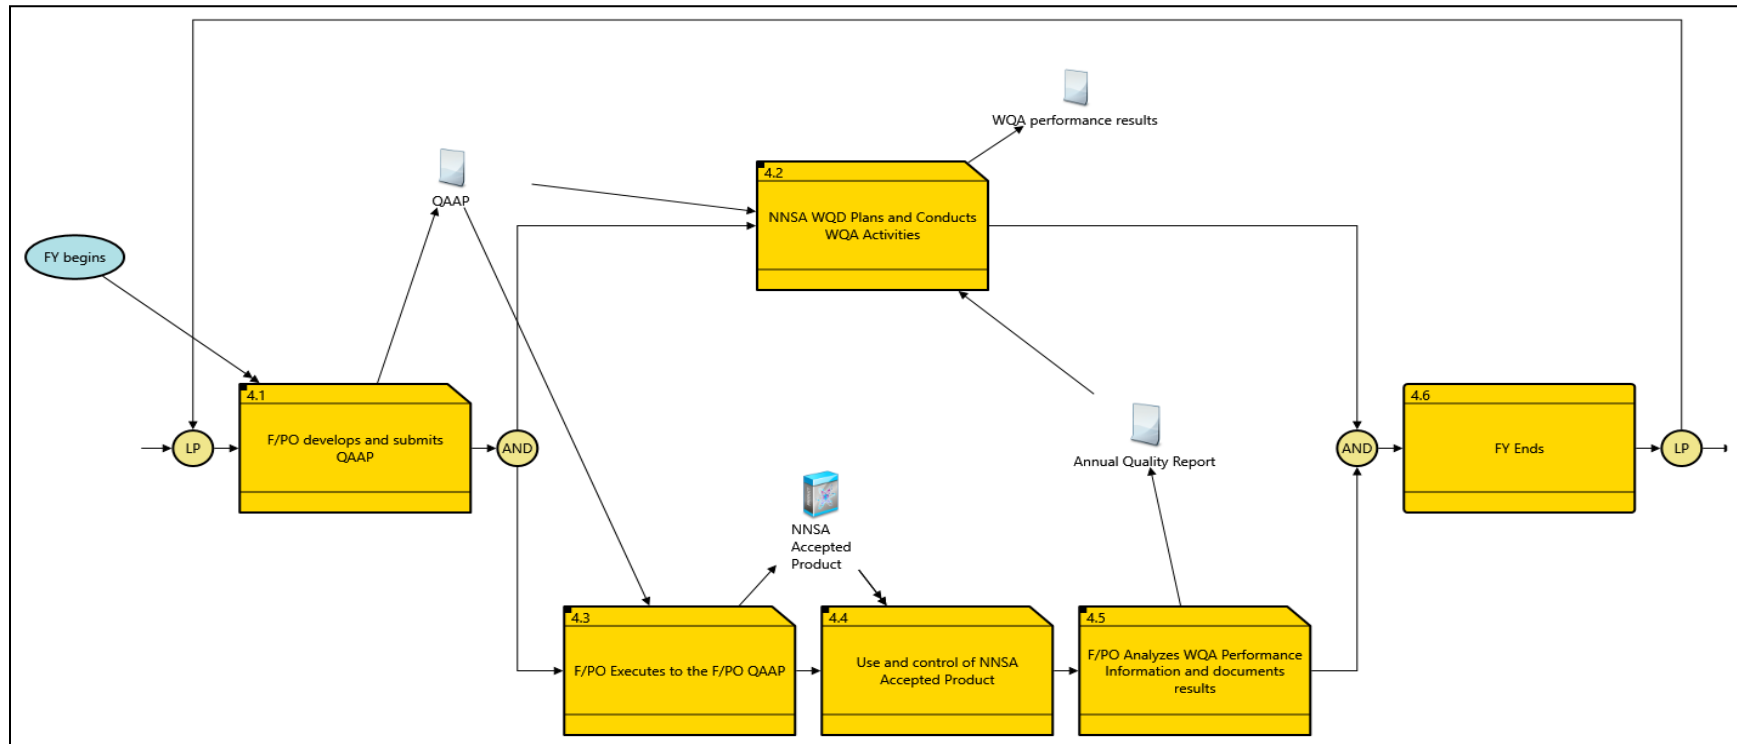 WQA performance results
4.2
NNSA WQD Plans and Conducts
WQA Activities
QAAP
FY begins
4.1
F/PO develops and submits
QAAP
LP
AND
Annual Quality Report
NNSA
Accepted
Product
4.3
F/PO Executes to the F/PO QAAP
4.4
Use and control of NNSA
Accepted Product
4.5
F/PO Analyzes WQA Performance
Information and documents
results
AND
4.6
FY Ends
LP